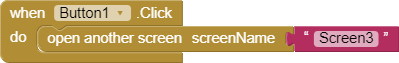 when Button1 .Click
do open another screen screenName " Screen3 "